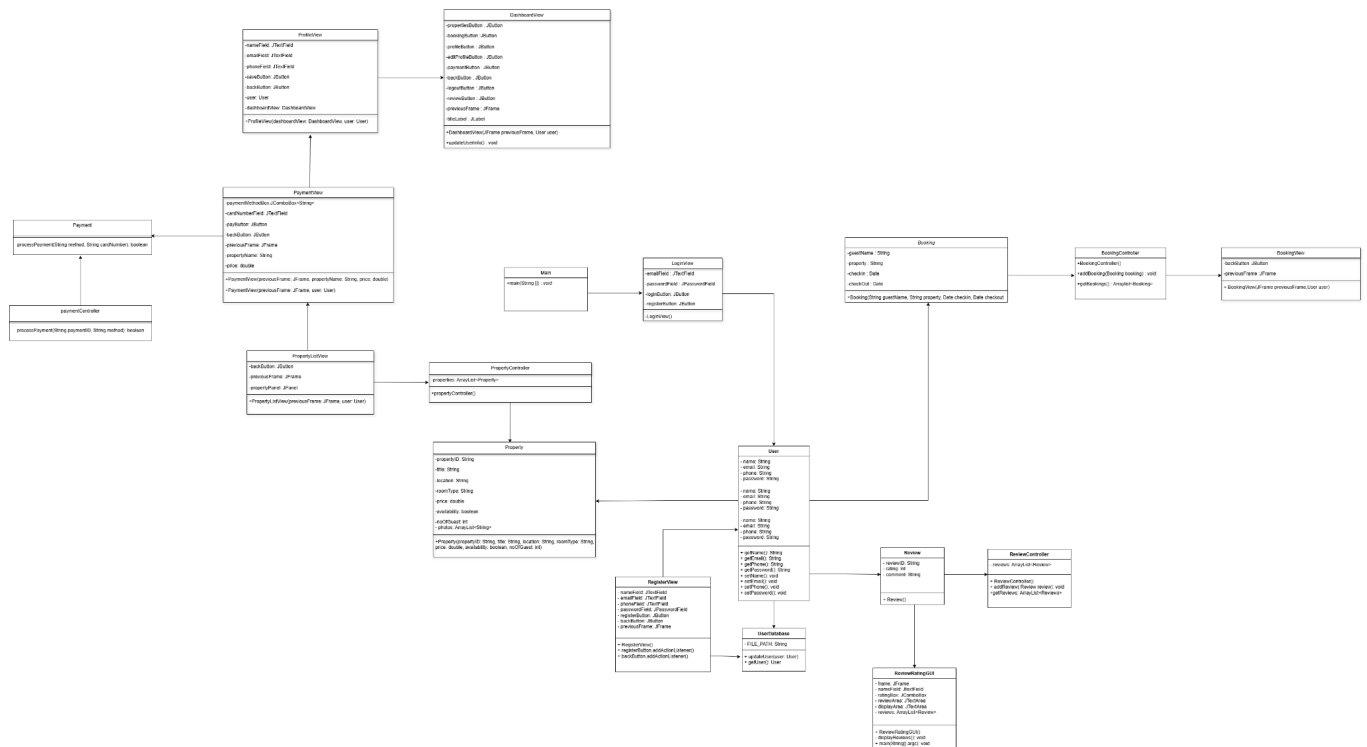 DashboardView
-propertiesButton : JButton
-bookingButton : JButton
-profileButton : JButton
-editProfileButton : JButton
-paymentButton : JButton
-backButton : JButton
-logoutButton : JButton
-reviewButton : JButton
-previousFrame : JFrame
-titleLabel : JLabel
+DashboardView(JFrame previousFrame, User user)
+updateUserInfo() : void
ProfileView
-nameField: JTextField
-emailField: JTextField
-phoneField: JTextField
-saveButton: JButton
-backButton: JButton
-user: User
-dashboardView: DashboardView
+ProfileView(dashboardView: DashboardView, user: User)
PaymentView
-paymentMethodBox:JComboBox<String>
-cardNumberField: JTextField
-payButton: JButton
-backButton: JButton
-previousFrame: JFrame
-propertyName: String
-price: double
+PaymentView(previousFrame: JFrame, propertyName: String, price: double)
+PaymentView(previousFrame: JFrame, user: User)
Payment
processPayment(String method, String cardNumber): boolean
paymentController
processPayment(String paymentID, String method): boolean
Main
+main(String []) : void
LoginView
-emailField : JTextField
-passwordField : JPasswordField
-loginButton: JButton
-registerButton: JButton
-LoginView()
Booking
-guestName : String
-property : String
-checkIn : Date
-checkOut : Date
+Booking(String guestName, String property, Date checkin, Date checkout
BookingController
+BookingController()
+addBooking(Booking booking) : void
+getBookings() : Arraylist<Booking>
BookingView
-backButton : JButton
-previousFrame : JFrame
+ BookingView(JFrame previousFrame,User user)
PropertyListView
-backButton: JButton
-previousFrame: JFrame
-propertyPanel: JPanel
+PropertyListView(previousFrame: JFrame, user: User)
PropertyController
-properties: ArrayList<Property>
+propertyController()
Property
-propertyID: String
-title: String
-location: String
-roomType: String
-price: double
-availability: boolean
-noOfGuest: int
- photos: ArrayList<String>
+Property(propertyID: String, title: String, location: String, roomType: String,
price: double, availability: boolean, noOfGuest: int)
User
- name: String
- email: String
- phone: String
- password: String
- name: String
- email: String
- phone: String
- password: String
- name: String
- email: String
- phone: String
- password: String
+ getName(): String
+ getEmail(): String
+ getPhone(): String
+ getPassword(): String
+ setName(): void
+ setEmail(): void
+ setPhone(): void
+ setPassword(): void
RegisterView
- nameField: JTextField
- emailField: JTextField
- phoneField: JTextField
- passwordField: JPasswordField
- registerButton: JButton
- backButton: JButton
- previousFrame: JFrame
+ RegisterView()
+ registerButton.addActionListener()
+ backButton.addActionListener()
UserDatabase
- FILE_PATH: String
+ updateUser(user: User)
+ getUser(): User
Review
- reviewID: String
- rating: int
- comment: String
+ Review()
ReviewController
- reviews: ArrayList<Review>
+ ReviewController()
+ addReview(Review review): void
+getReviews: ArrayList<Reviews>
ReviewRatingGUI
- frame: JFrame
- nameField: JTextField
- ratingBox: JComboBox
- reviewArea: JTextArea
- displayArea: JTextArea
- reviews: ArrayList<Review>
+ ReviewRatingGUI()
- displayReviews(): void
+ main(String[] args): void